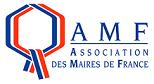 AMF
ASSOCIATION
DES MAIRES DE FRANCE